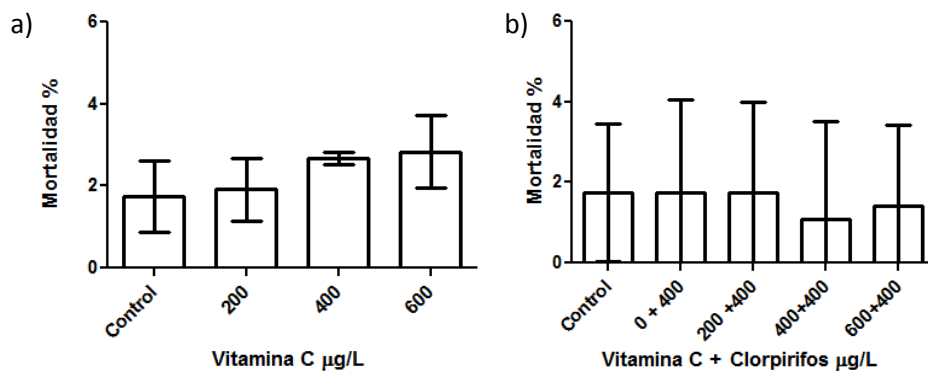 a)
Mortalidad %
6
4
2
0
Control
200
400
600
Vitamina C µg/L
b)
Mortalidad %
6
4
2
0
Control
0 + 400
200 +400
400+400
600+400
Vitamina C + Clorpirifos µg/L